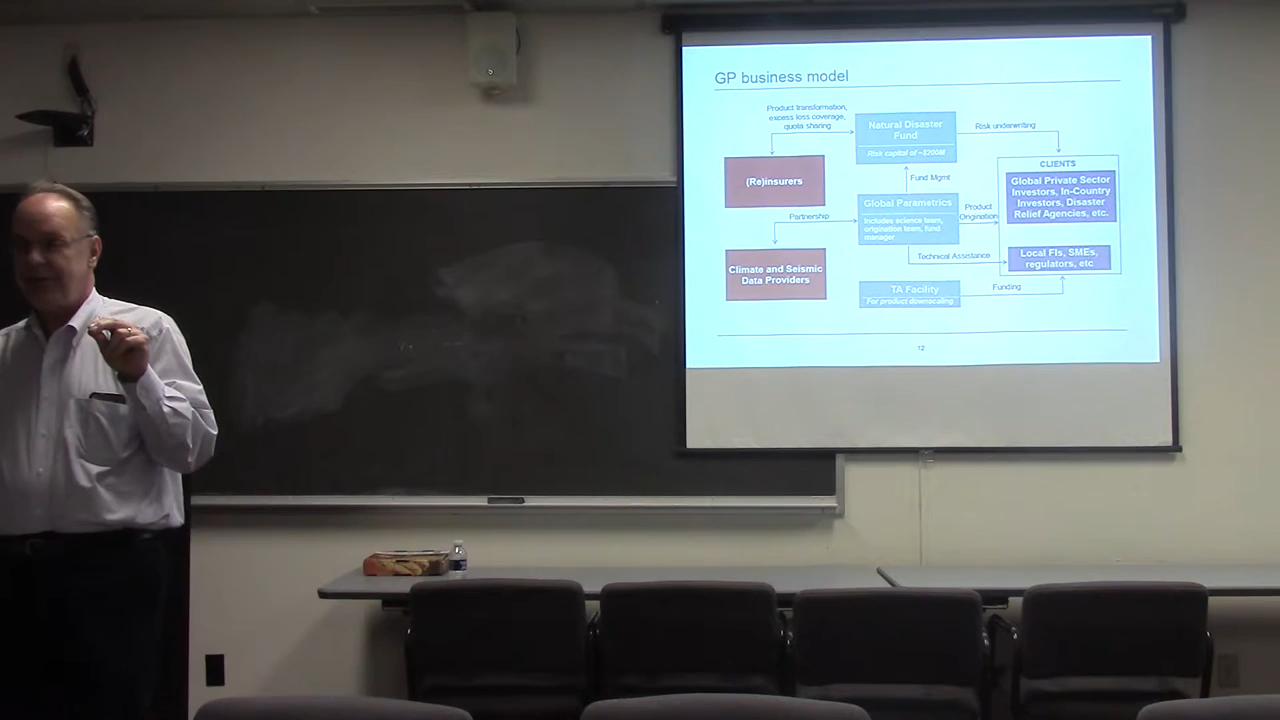 GP business model
Product transformation,
excess loss coverage,
quota sharing
Natural Disaster
Fund
Risk capital of ~$200M
Risk underwriting
(Re)insurers
Fund Mgmt
CLIENTS
Global Private Sector
Investors, In-Country
Investors, Disaster
Relief Agencies, etc.
Partnership
Global Parametrics
Includes science team,
origination team, fund
manager
Product
Origination
Climate and Seismic
Data Providers
Technical Assistance
Local FIs, SMEs,
regulators, etc
TA Facility
For product downscaling
Funding
12